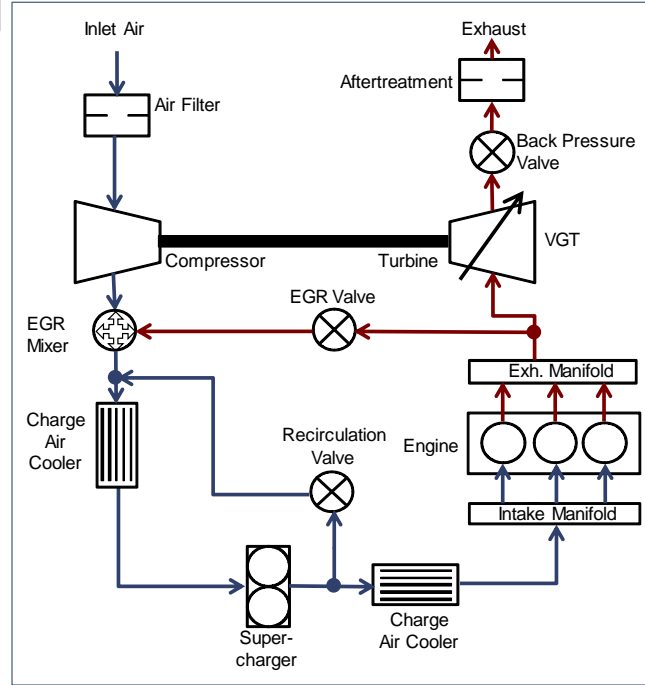 Inlet Air
Exhaust
Air Filter
Aftertreatment
Back Pressure
Valve
Compressor
Turbine
VGT
EGR
Mixer
EGR Valve
Exh. Manifold
Charge
Air
Cooler
Recirculation
Valve
Engine
Intake Manifold
Super-
charger
Charge
Air Cooler